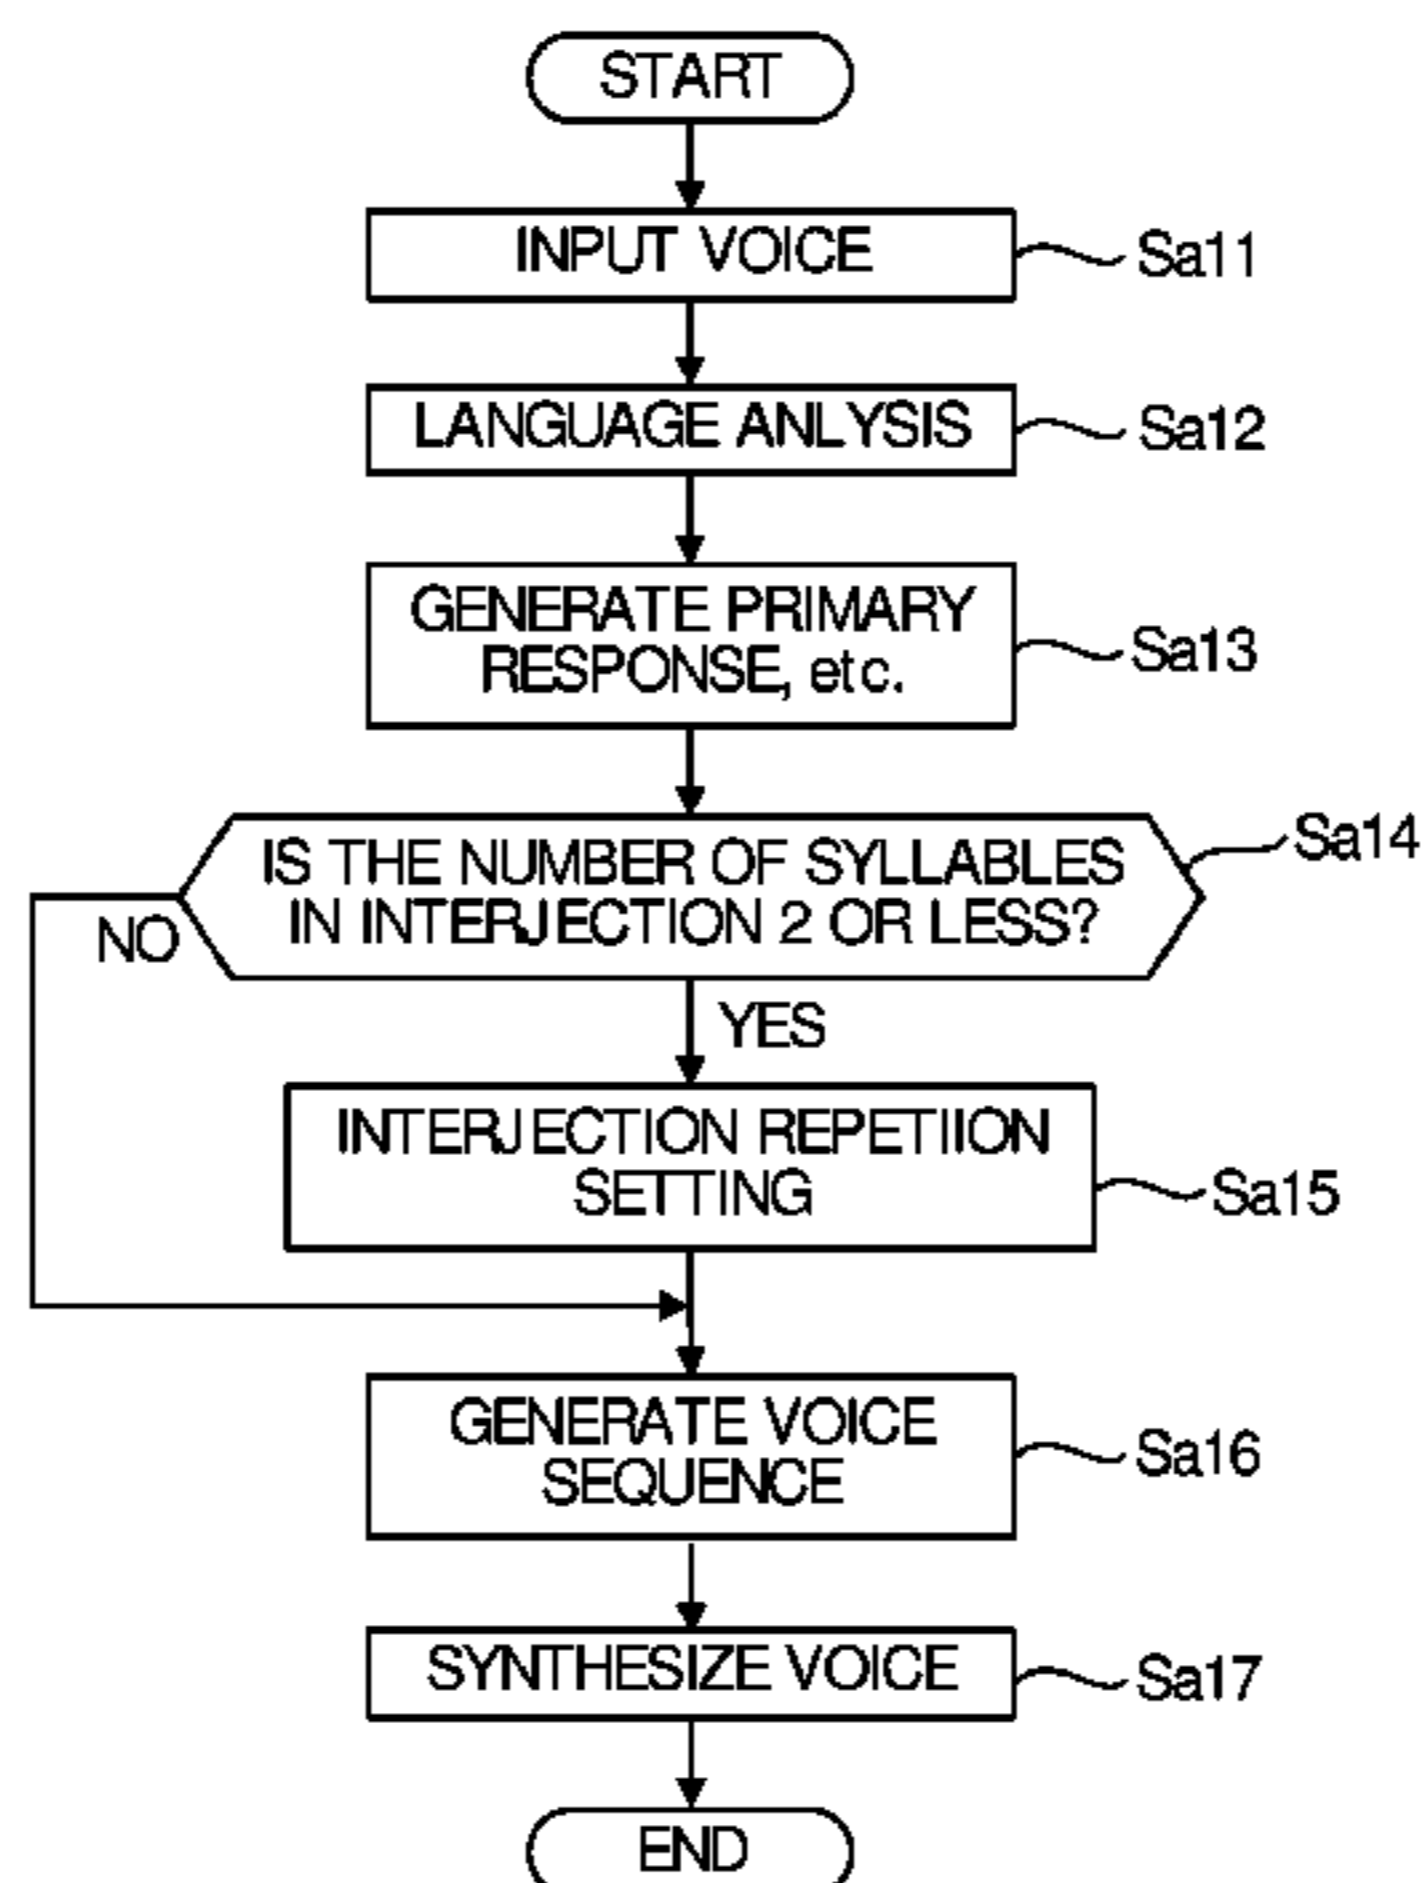 START
INPUT VOICE
Sa11
LANGUAGE ANLYSIS
Sa12
GENERATE PRIMARY
RESPONSE, etc.
Sa13
IS THE NUMBER OF SYLLABLES
IN INTERJECTION 2 OR LESS?
Sa14
NO
YES
INTERJECTION REPETIION
SETTING
Sa15
GENERATE VOICE
SEQUENCE
Sa16
SYNTHESIZE VOICE
Sa17
END